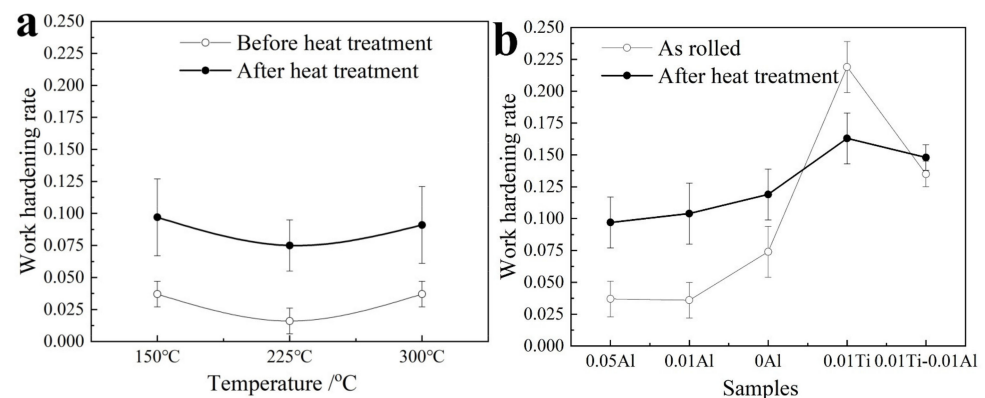 a
0.250
0.225
0.200
0.175
0.150
0.125
0.100
0.075
0.050
0.025
0.000
Work hardening rate
Before heat treatment
After heat treatment
150℃ 225℃ 300℃
Temperature /°C
b
0.250
0.225
0.200
0.175
0.150
0.125
0.100
0.075
0.050
0.025
0.000
Work hardening rate
As rolled
After heat treatment
0.05Al 0.01Al 0Al 0.01Ti 0.01Ti-0.01Al
Samples